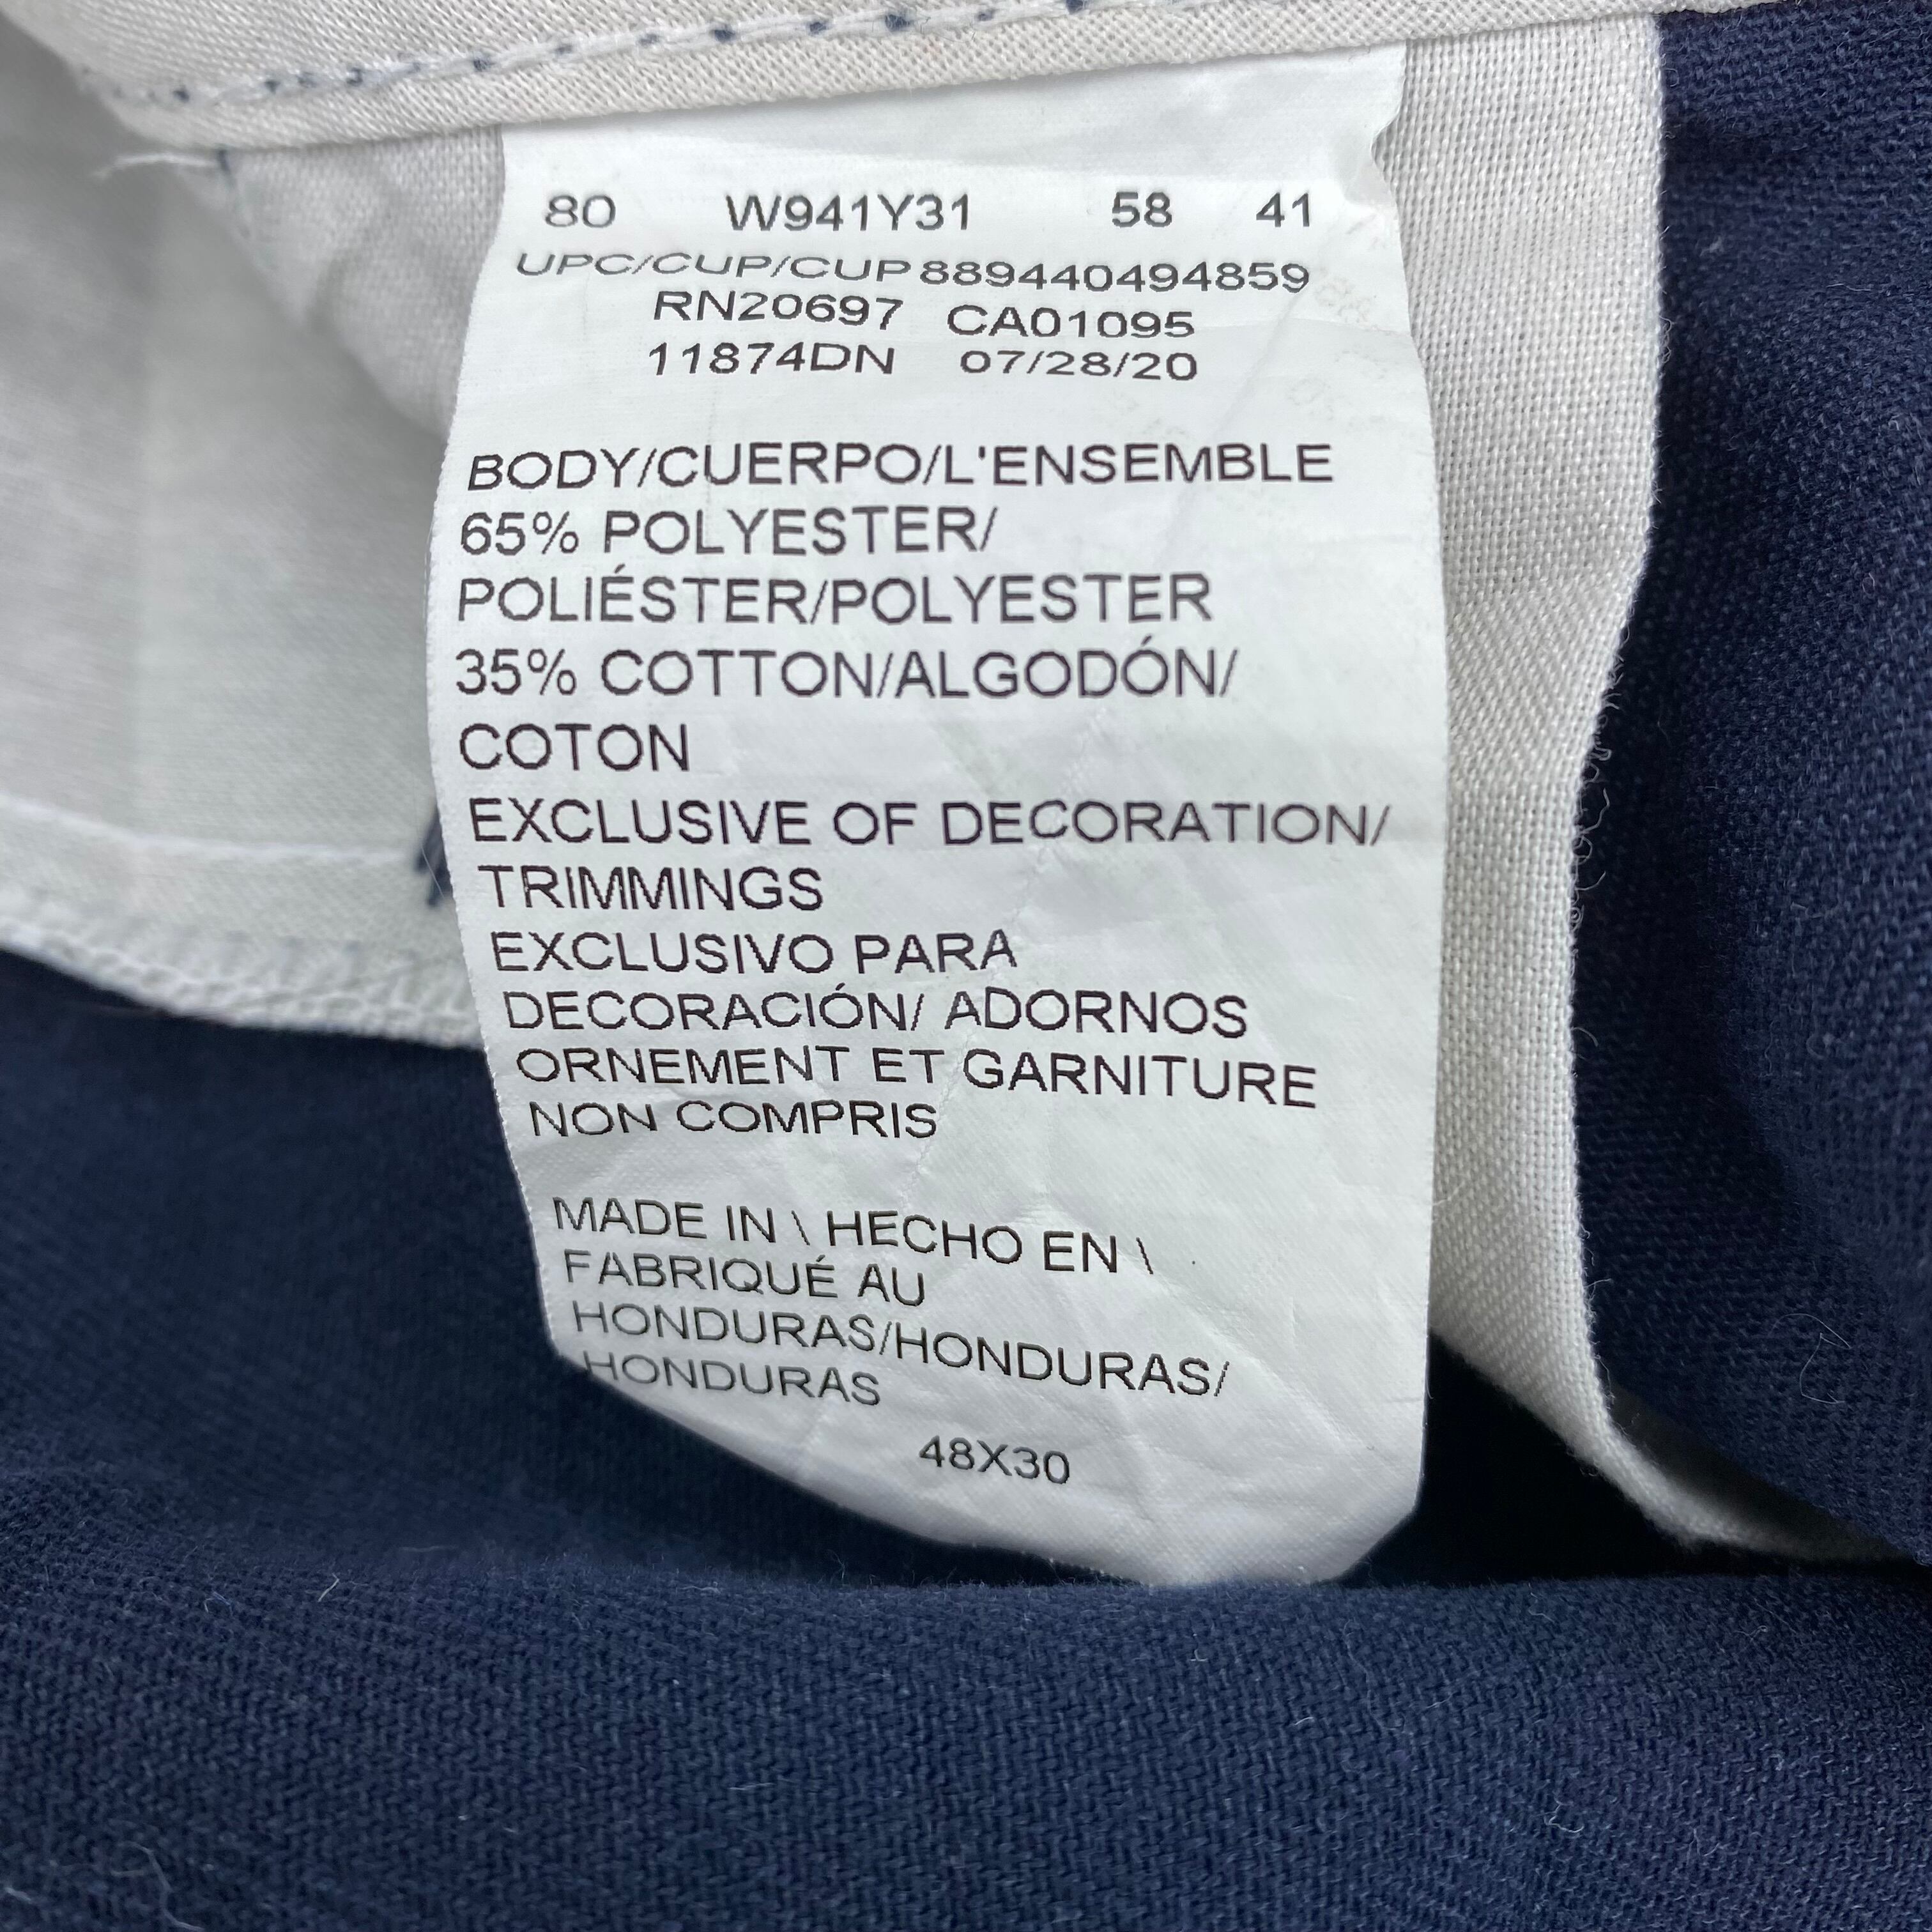 80 W941Y31 58 41
UPC/CUP/CUP 889440494859
RN20697 CA01095
11874DN 07/28/20
BODY/CUERPO/L'ENSEMBLE
65% POLYESTER/
POLIÉSTER/POLYESTER
35% COTTON/ALGODÓN/
COTON
EXCLUSIVE OF DECORATION/
TRIMMINGS
EXCLUSIVO PARA
DECORACIÓN/ ADORNOS
ORNEMENT ET GARNITURE
NON COMPRIS
MADE IN \ HECHO EN \
FABRIQUÉ AU
HONDURAS/HONDURAS/
HONDURAS
48X30